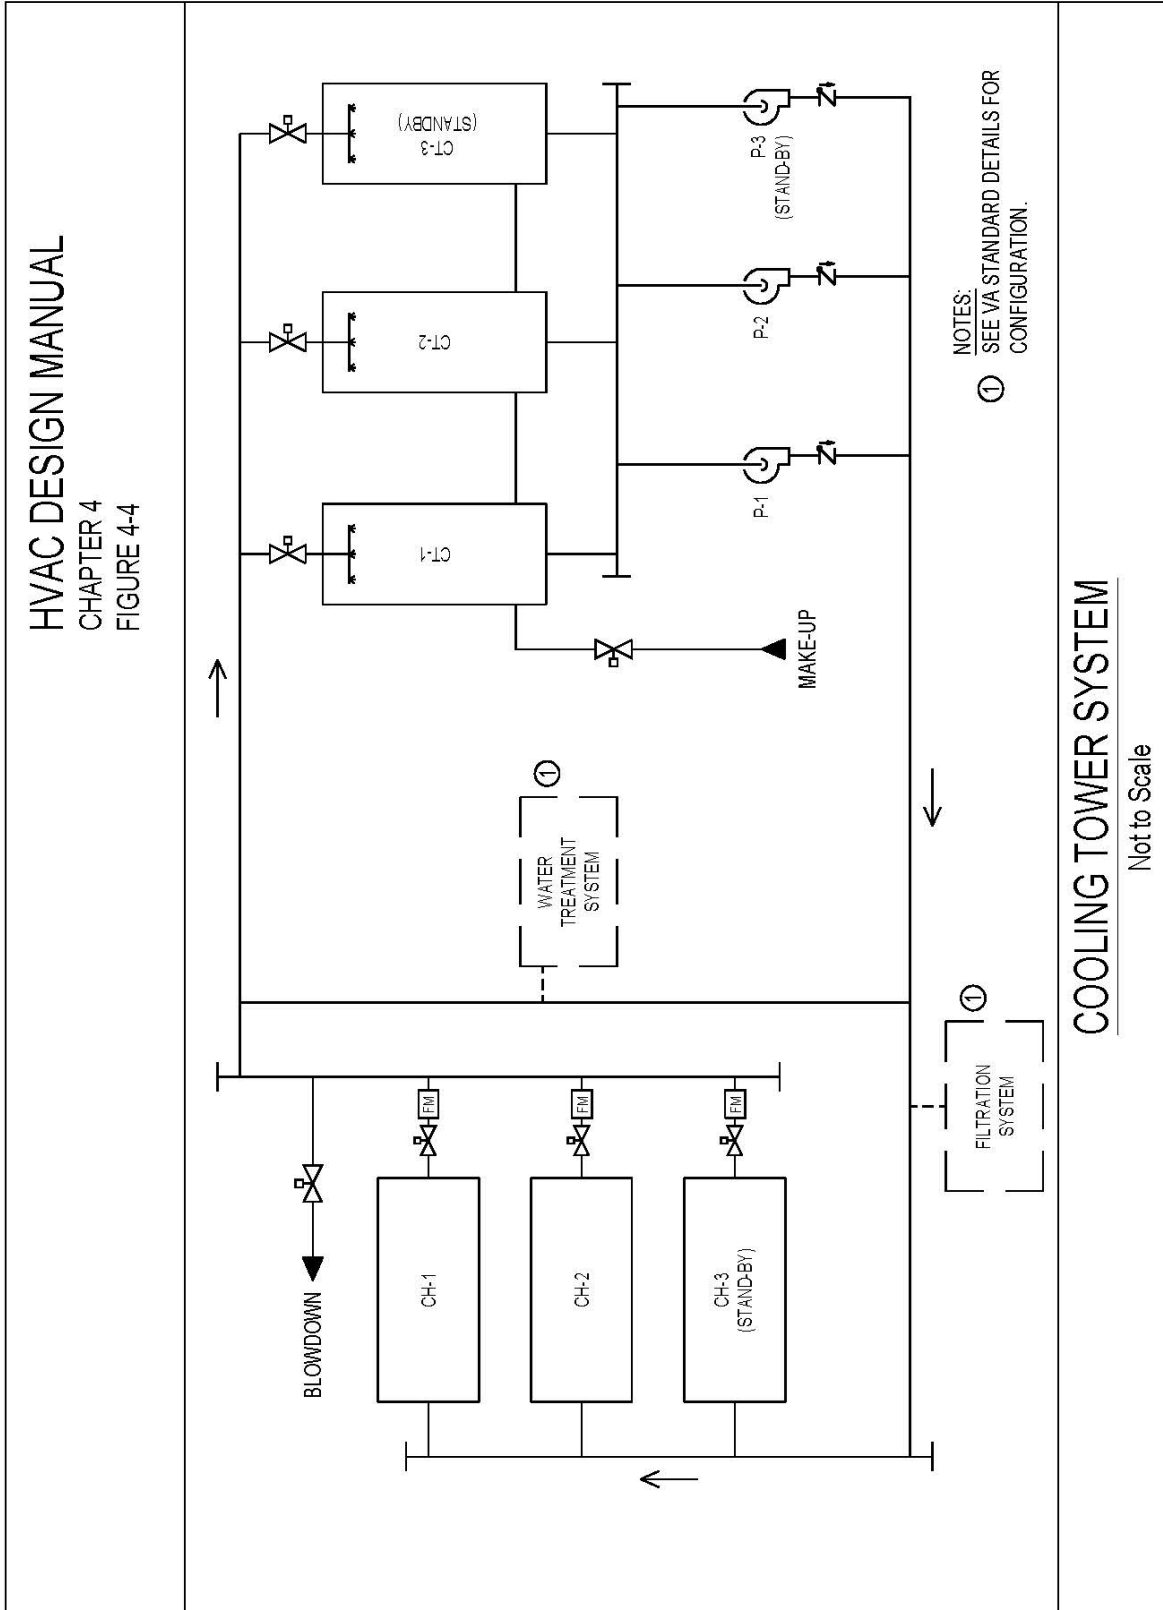 HVAC DESIGN MANUAL
CHAPTER 4
FIGURE 4-4
BLOWDOWN
CH-1
FM
CH-2
FM
CH-3
(STAND-BY)
FM
WATER
TREATMENT
SYSTEM
1
MAKE-UP
CT-1
CT-2
CT-3
(STANDBY)
P-1
P-2
P-3
(STAND-BY)
FILTRATION
SYSTEM
1
NOTES:
1 SEE VA STANDARD DETAILS FOR
CONFIGURATION.
COOLING TOWER SYSTEM
Not to Scale